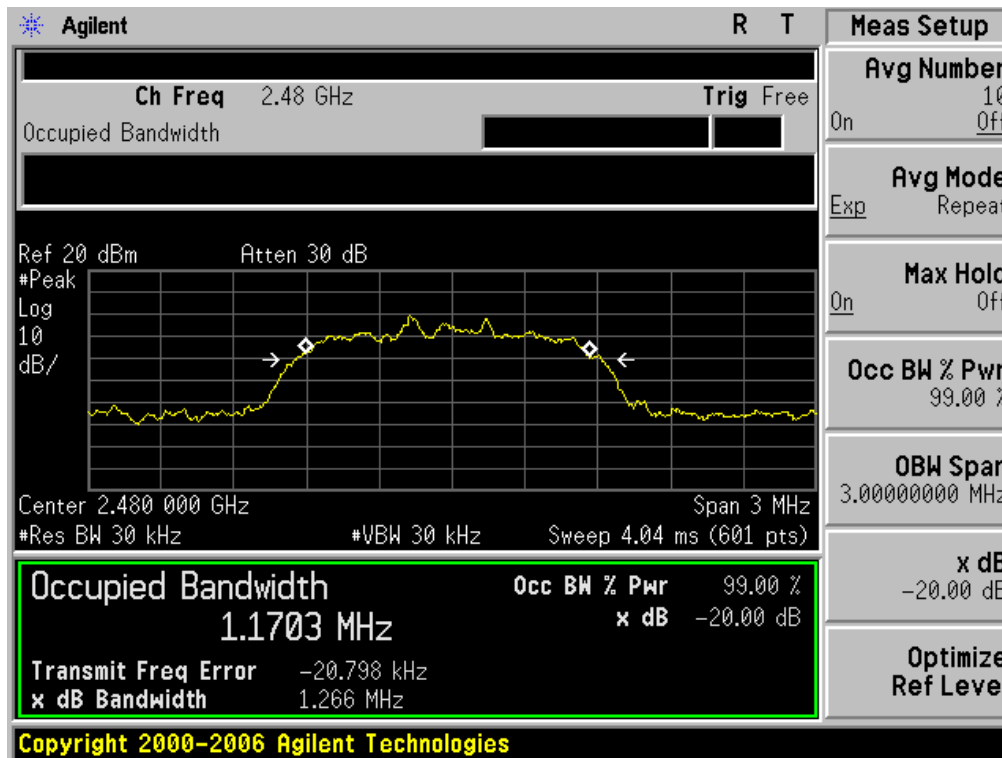 Agilent R T
Ch Freq 2.48 GHz Trig Free
Occupied Bandwidth
Ref 20 dBm Atten 30 dB
#Peak
Log
10
dB/
Center 2.480 000 GHz Span 3 MHz
#Res BW 30 kHz #VBW 30 kHz Sweep 4.04 ms (601 pts)
Occupied Bandwidth
1.1703 MHz
Occ BW % Pwr 99.00 %
x dB -20.00 dB
Transmit Freq Error -20.798 kHz
x dB Bandwidth 1.266 MHz
Copyright 2000-2006 Agilent Technologies
Meas Setup
Avg Number
10
On Off
Avg Mode
Exp Repeat
Max Hold
On Off
Occ BW % Pwr
99.00 %
OBW Span
3.00000000 MHz
x dB
-20.00 dB
Optimize
Ref Level